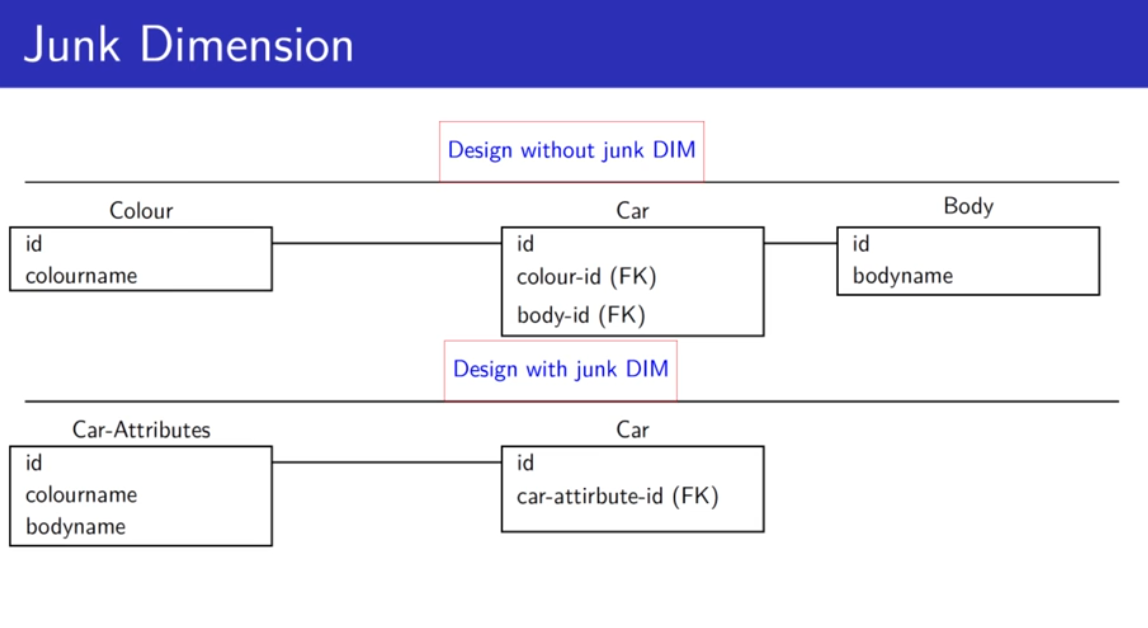 Junk Dimension
Design without junk DIM
Colour
id
colourname
Car
id
colour-id (FK)
body-id (FK)
Body
id
bodyname
Design with junk DIM
Car-Attributes
id
colourname
bodyname
Car
id
car-attirbute-id (FK)